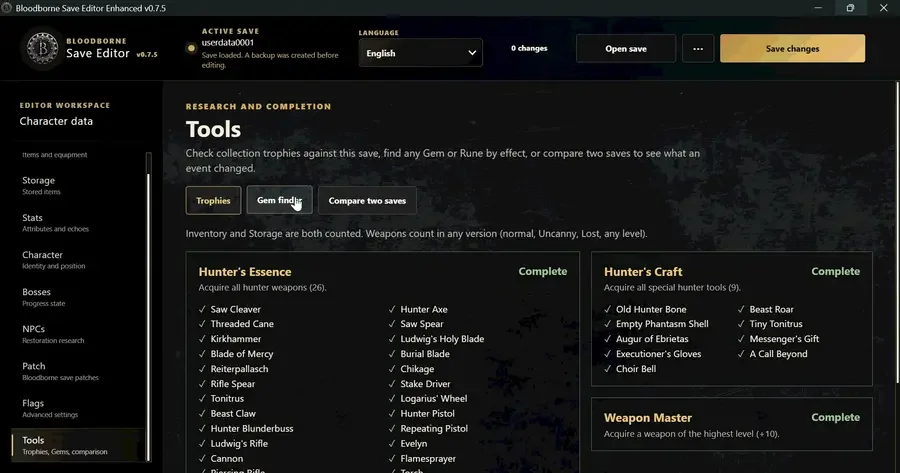 Bloodborne Save Editor Enhanced v0.7.5
BLOODBORNE
Save Editor v0.7.5
ACTIVE SAVE
userdata0001
Save loaded. A backup was created before
editing.
LANGUAGE
English
0 changes
Open save
...
Save changes
EDITOR WORKSPACE
Character data
Items and equipment
Storage
Stored items
Stats
Attributes and echoes
Character
Identity and position
Bosses
Progress state
NPCs
Restoration research
Patch
Bloodborne save patches
Flags
Advanced settings
Tools
Trophies, Gems, comparison
RESEARCH AND COMPLETION
Tools
Check collection trophies against this save, find any Gem or Rune by effect, or compare two saves to see what an
event changed.
Trophies
Gem finder
Compare two saves
Inventory and Storage are both counted. Weapons count in any version (normal, Uncanny, Lost, any level).
Hunter's Essence Complete
Acquire all hunter weapons (26).
✓ Saw Cleaver
✓ Threaded Cane
✓ Kirkhammer
✓ Blade of Mercy
✓ Reiterpallasch
✓ Rifle Spear
✓ Tonitrus
✓ Beast Claw
✓ Hunter Blunderbuss
✓ Ludwig's Rifle
✓ Cannon
✓ Piercing Rifle
✓ Hunter Axe
✓ Saw Spear
✓ Ludwig's Holy Blade
✓ Burial Blade
✓ Chikage
✓ Stake Driver
✓ Logarius' Wheel
✓ Hunter Pistol
✓ Repeating Pistol
✓ Evelyn
✓ Flamesprayer
✓ Torch
Hunter's Craft Complete
Acquire all special hunter tools (9).
✓ Old Hunter Bone
✓ Empty Phantasm Shell
✓ Augur of Ebrietas
✓ Executioner's Gloves
✓ Choir Bell
✓ Beast Roar
✓ Tiny Tonitrus
✓ Messenger's Gift
✓ A Call Beyond
Weapon Master Complete
Acquire a weapon of the highest level (+10).